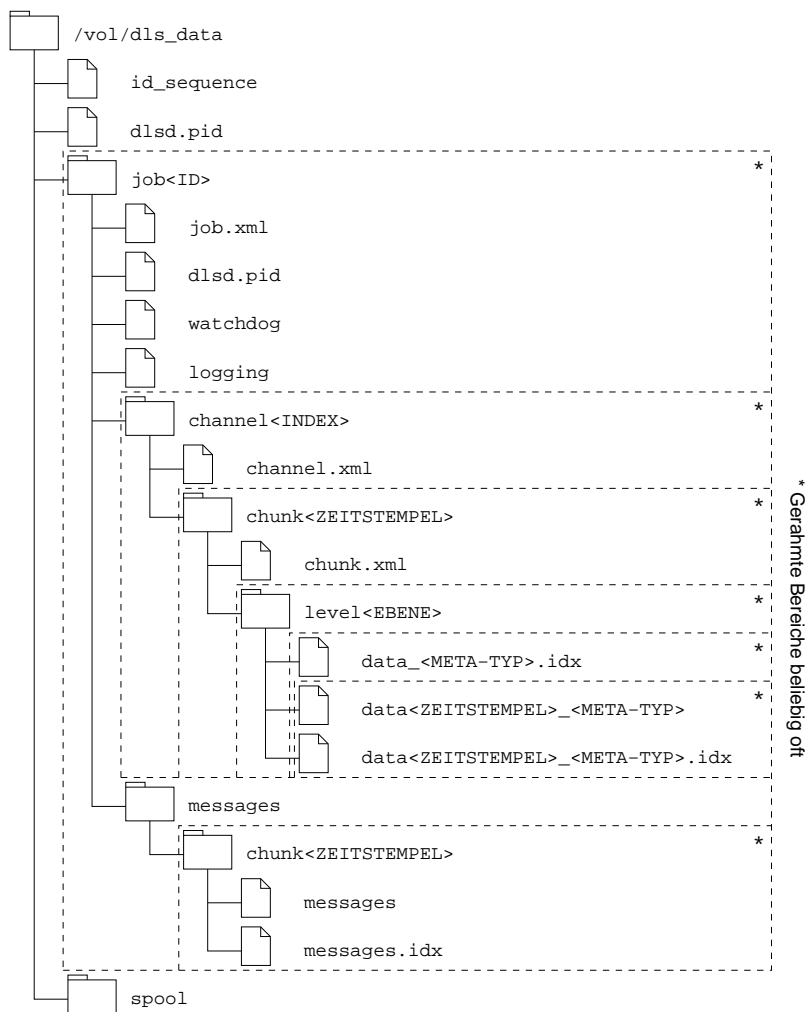 /vol/dls_data
id_sequence
dlsd.pid
job<ID>
*
job.xml
dlsd.pid
watchdog
logging
channel<INDEX>
*
channel.xml
chunk<ZEITSTEMPEL>
*
chunk.xml
level<EBENE>
*
data_<META-TYP>.idx
*
data<ZEITSTEMPEL>_<META-TYP>
*
data<ZEITSTEMPEL>_<META-TYP>.idx
messages
chunk<ZEITSTEMPEL>
*
messages
messages.idx
spool
* Gerahmte Bereiche beliebig oft